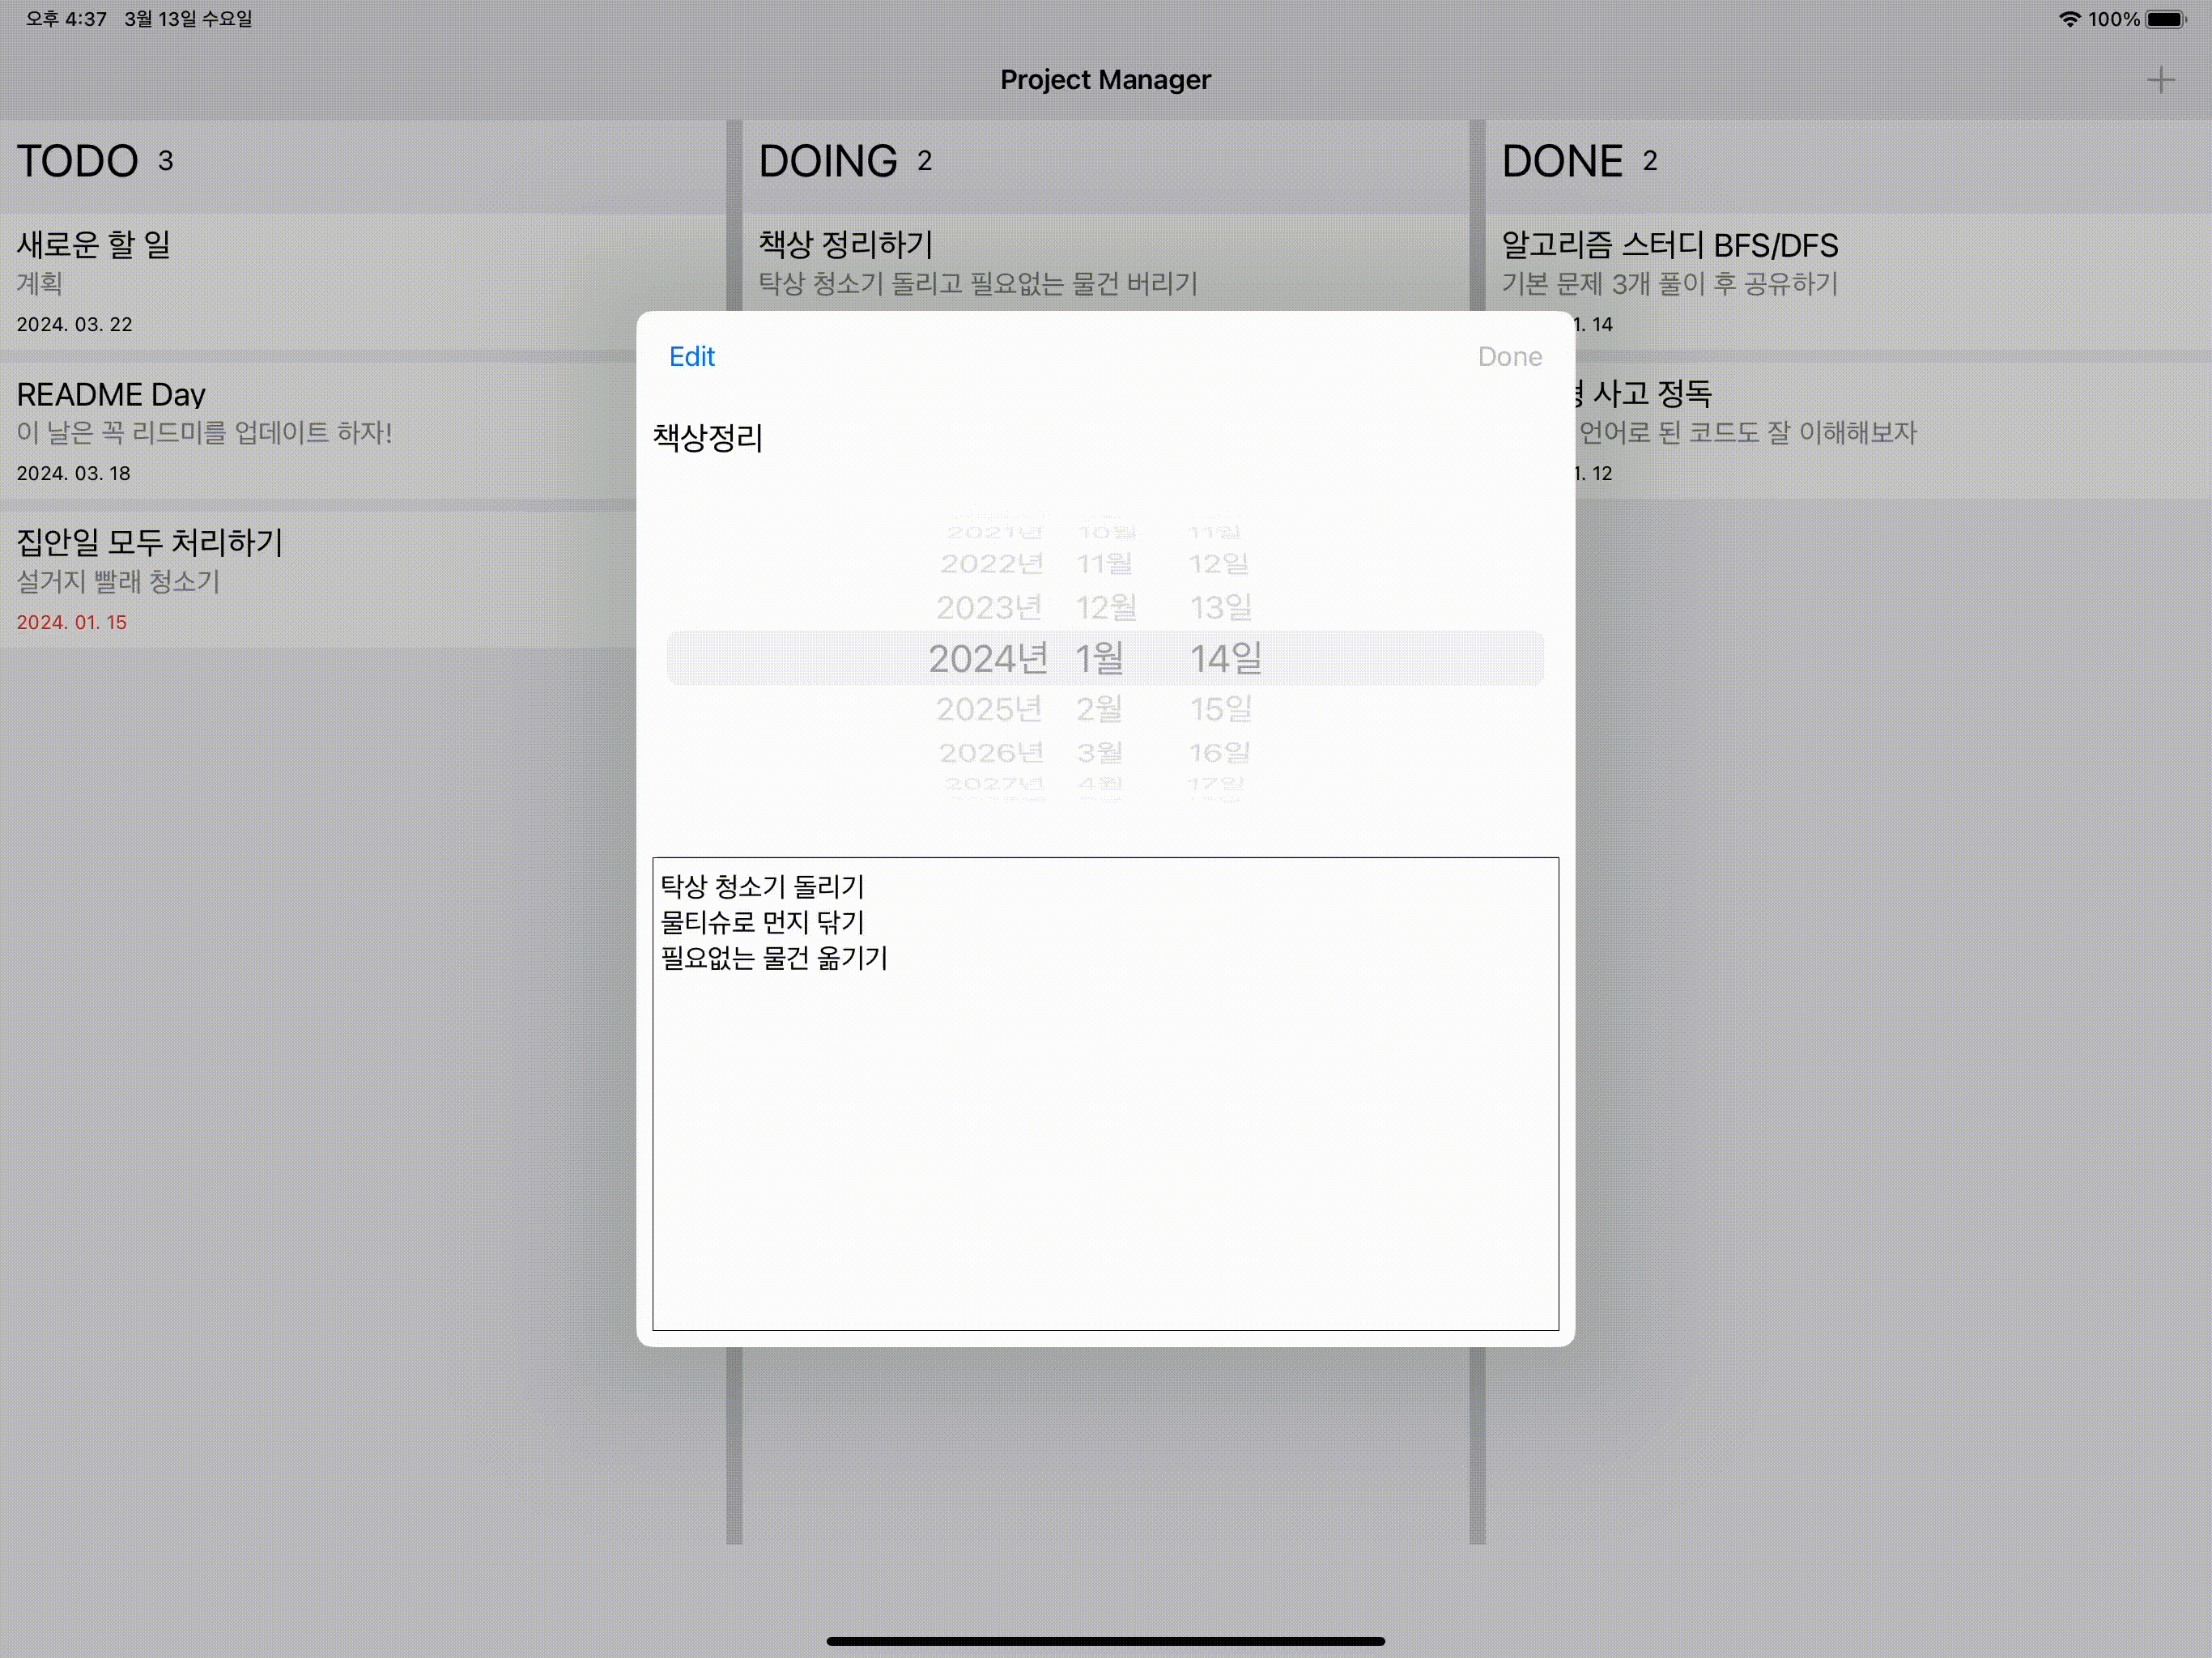 오후 4:37 3월 13일 수요일
100%
Project Manager
TODO 3
새로운 할 일
계획
2024. 03. 22
README Day
이 날은 꼭 리드미를 업데이트 하자!
2024. 03. 18
집안일 모두 처리하기
설거지 빨래 청소기
2024. 01. 15
DOING 2
책상 정리하기
탁상 청소기 돌리고 필요없는 물건 버리기
DONE 2
알고리즘 스터디 BFS/DFS
기본 문제 3개 풀이 후 공유하기
1. 14
사고 정독
언어로 된 코드도 잘 이해해보자
1. 12
Edit
Done
책상정리
2021년 10월 11일
2022년 11월 12일
2023년 12월 13일
2024년 1월 14일
2025년 2월 15일
2026년 3월 16일
2027년 4월 17일
탁상 청소기 돌리기
물티슈로 먼지 닦기
필요없는 물건 옮기기